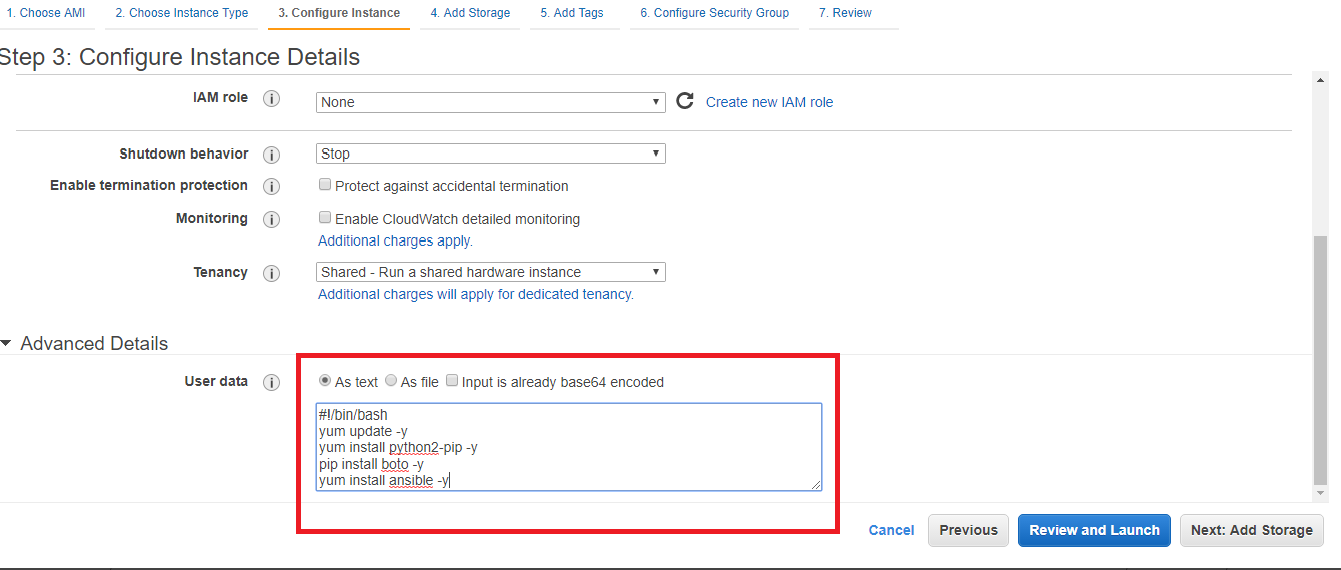 1. Choose AMI 2. Choose Instance Type 3. Configure Instance 4. Add Storage 5. Add Tags 6. Configure Security Group 7. Review
Step 3: Configure Instance Details
IAM role i None Create new IAM role
Shutdown behavior i Stop
Enable termination protection i Protect against accidental termination
Monitoring i Enable CloudWatch detailed monitoring
Additional charges apply.
Tenancy i Shared - Run a shared hardware instance
Additional charges will apply for dedicated tenancy.
Advanced Details
User data i As text As file Input is already base64 encoded
#!/bin/bash
yum update -y
yum install python2-pip -y
pip install boto -y
yum install ansible -y
Cancel Previous Review and Launch Next: Add Storage